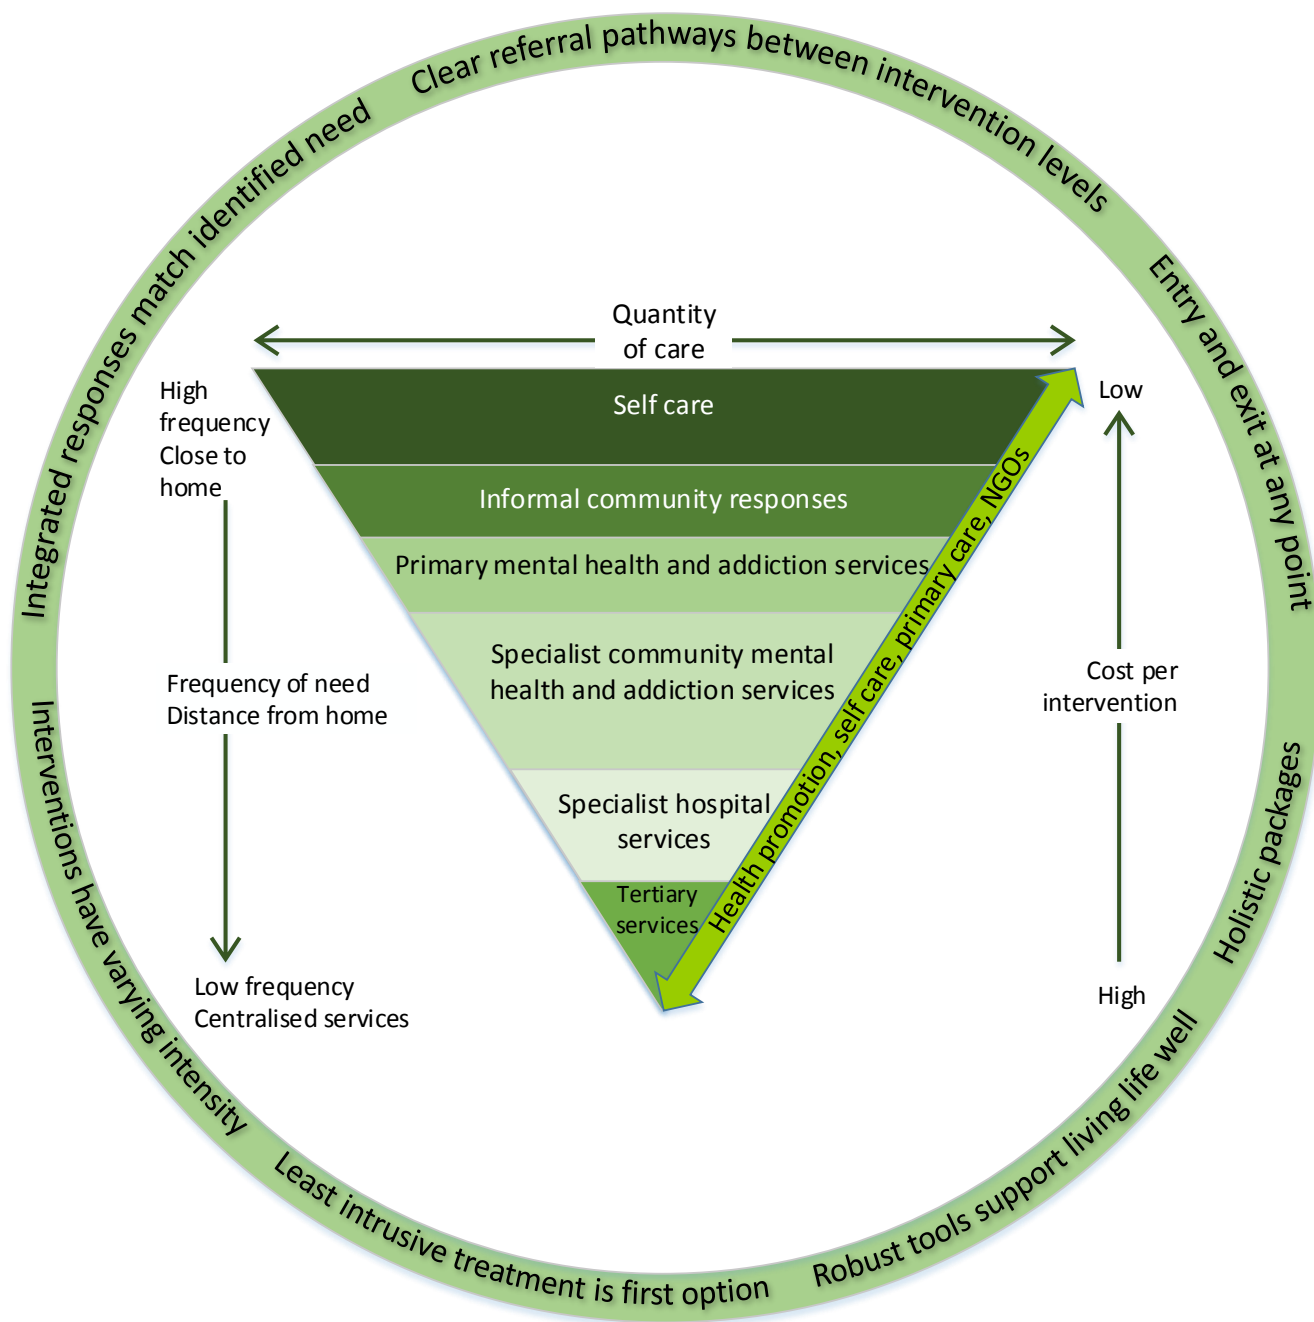 Clear referral pathways between intervention levels
Entry and exit at any point
Holistic packages
Robust tools support living life well
Least intrusive treatment is first option
Interventions have varying intensity
Integrated responses match identified need
Quantity
of care
High
frequency
Close to
home
Frequency of need
Distance from home
Low frequency
Centralised services
Self care
Informal community responses
Primary mental health and addiction services
Specialist community mental
health and addiction services
Specialist hospital
services
Tertiary
services
Health promotion, self care, primary care, NGOs
Low
Cost per
intervention
High